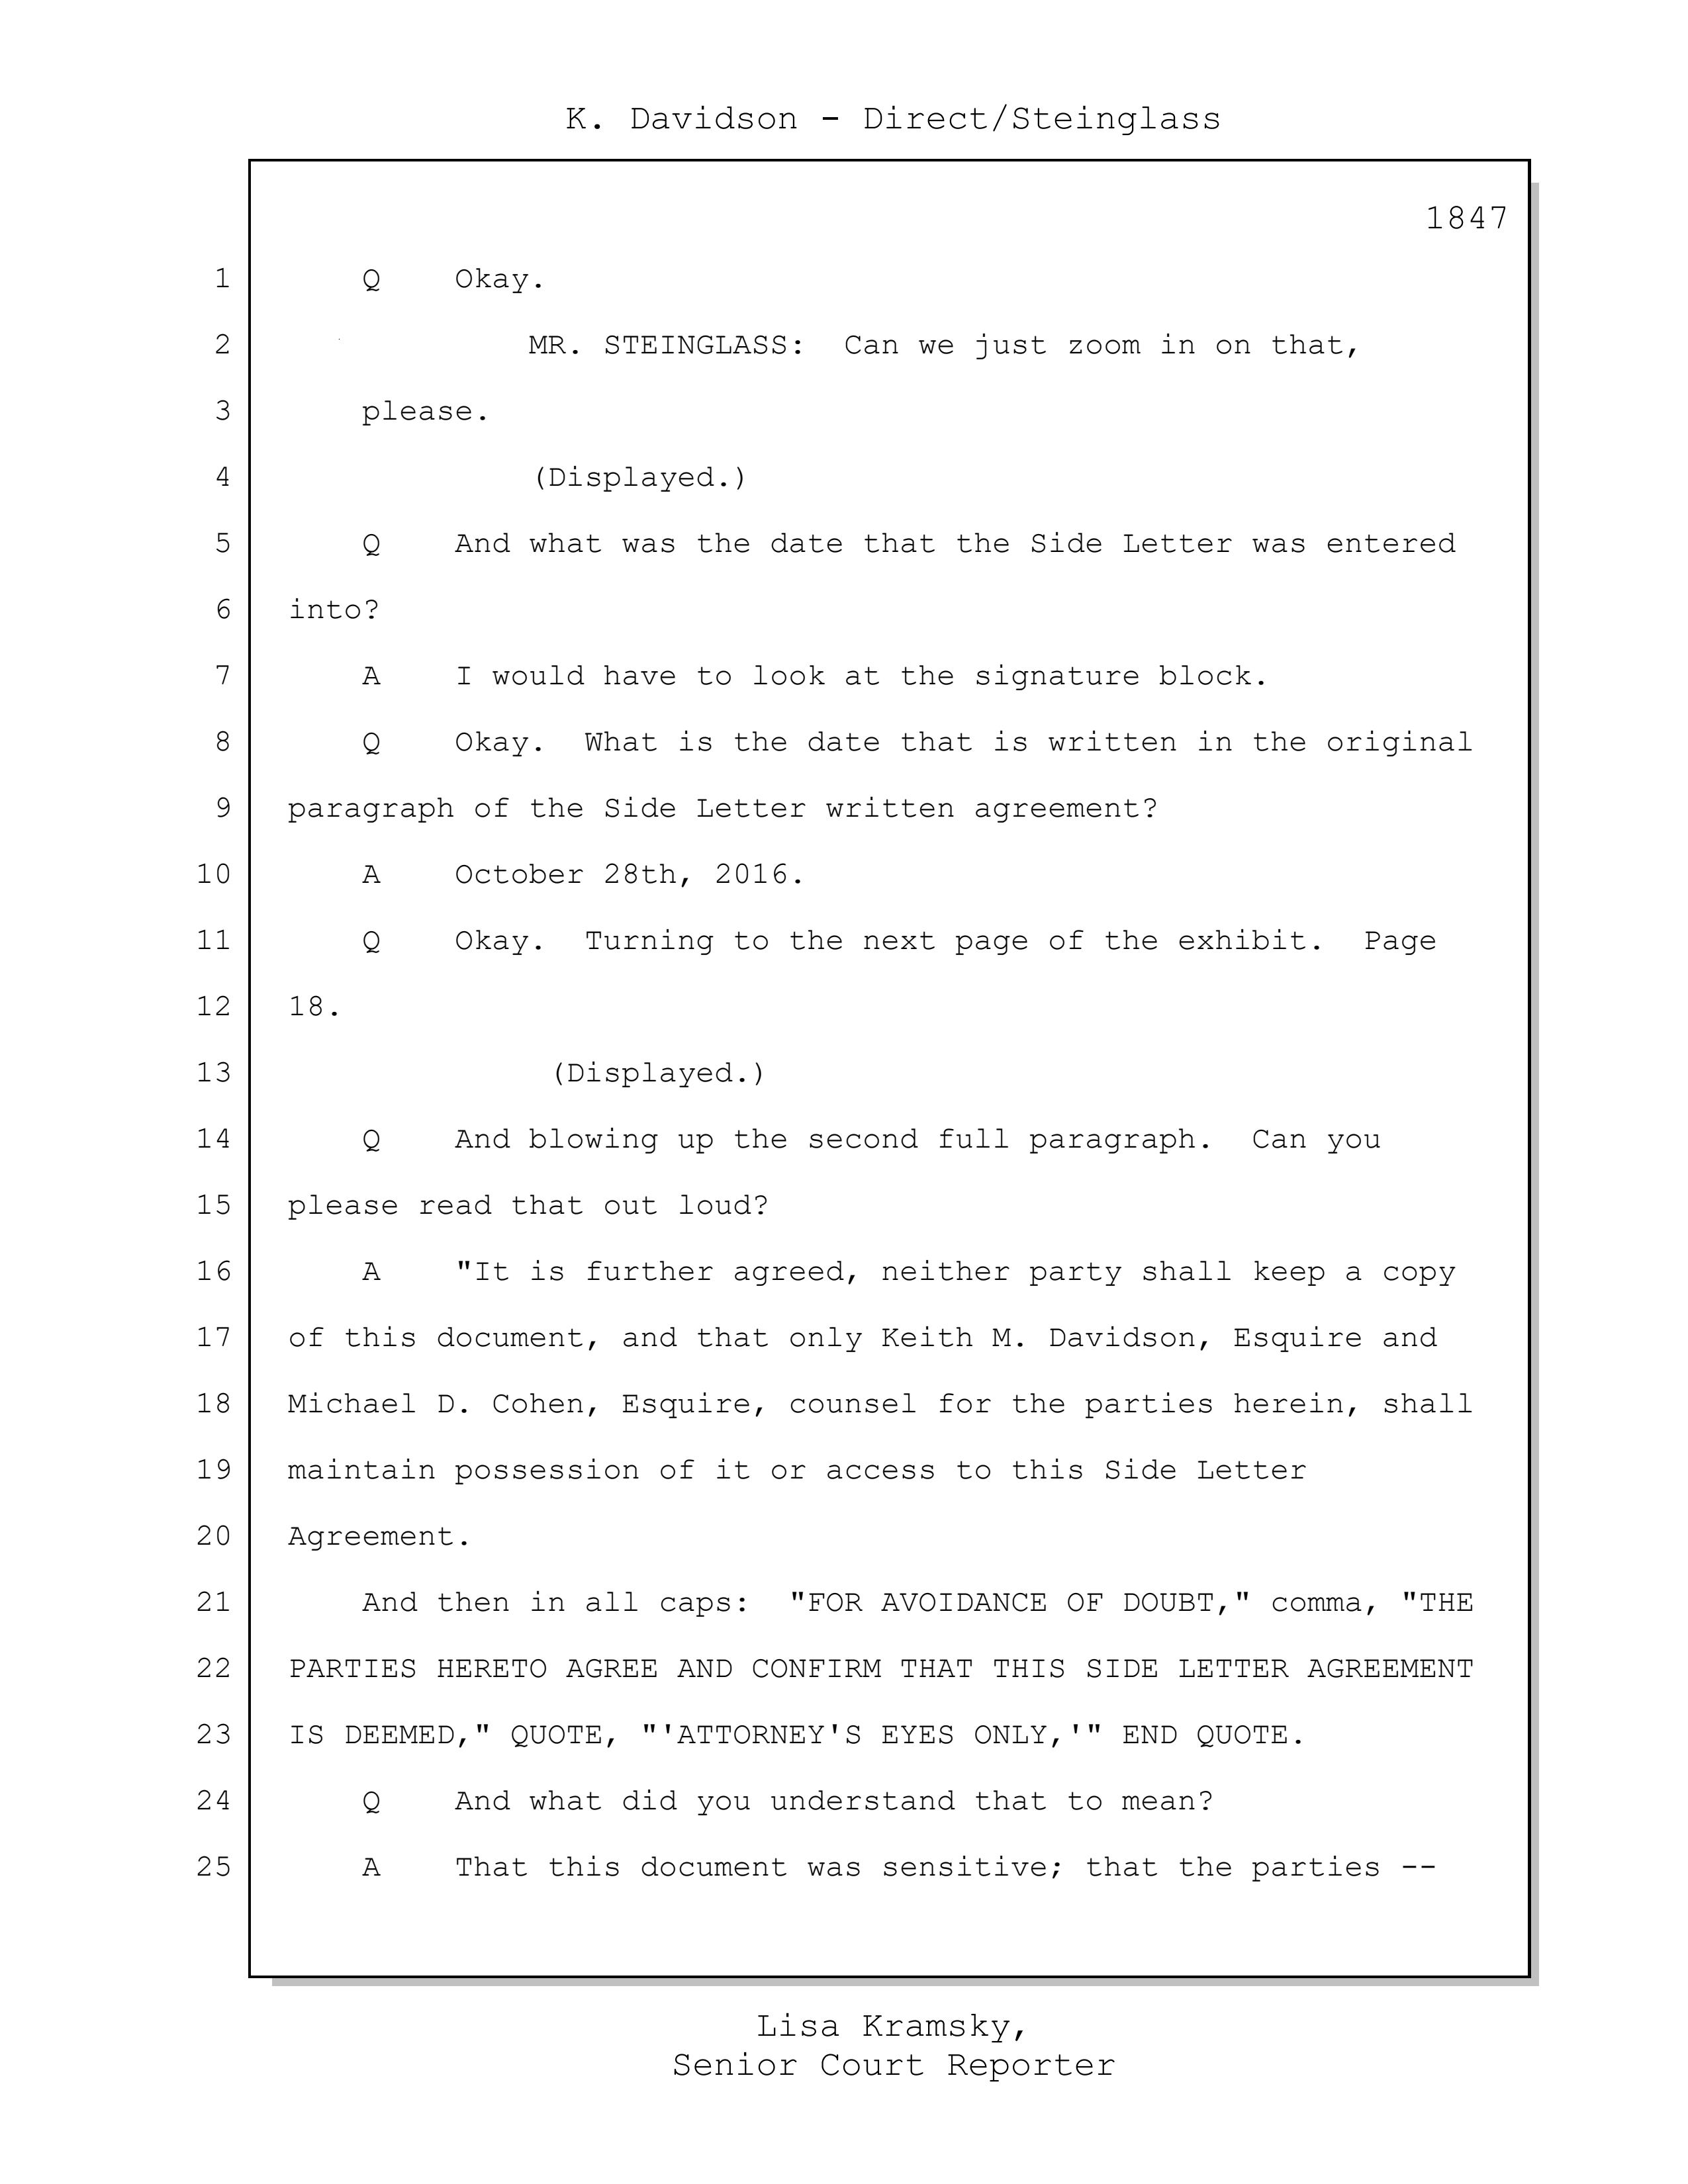 K. Davidson - Direct/Steinglass
1847
1 Q Okay.
2 MR. STEINGLASS: Can we just zoom in on that,
3 please.
4 (Displayed.)
5 Q And what was the date that the Side Letter was entered
6 into?
7 A I would have to look at the signature block.
8 Q Okay. What is the date that is written in the original
9 paragraph of the Side Letter written agreement?
10 A October 28th, 2016.
11 Q Okay. Turning to the next page of the exhibit. Page
12 18.
13 (Displayed.)
14 Q And blowing up the second full paragraph. Can you
15 please read that out loud?
16 A "It is further agreed, neither party shall keep a copy
17 of this document, and that only Keith M. Davidson, Esquire and
18 Michael D. Cohen, Esquire, counsel for the parties herein, shall
19 maintain possession of it or access to this Side Letter
20 Agreement.
21 And then in all caps: "FOR AVOIDANCE OF DOUBT," comma, "THE
22 PARTIES HERETO AGREE AND CONFIRM THAT THIS SIDE LETTER AGREEMENT
23 IS DEEMED," QUOTE, "'ATTORNEY'S EYES ONLY,'" END QUOTE.
24 Q And what did you understand that to mean?
25 A That this document was sensitive; that the parties --
Lisa Kramsky,
Senior Court Reporter